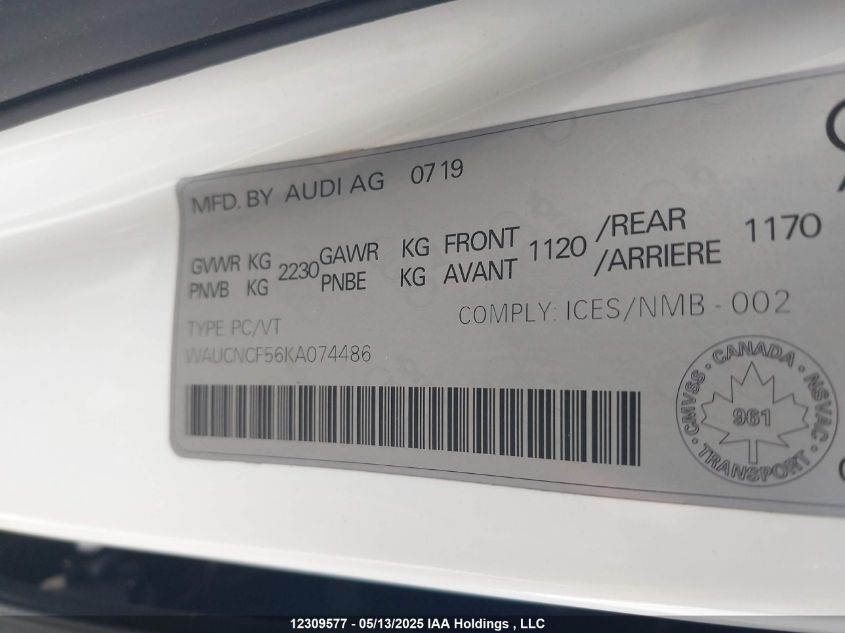 MFD. BY AUDI AG 0719
GVWR KG 2230 GAWR KG FRONT 1120 /REAR 1170
PNVB KG PNBE KG AVANT /ARRIERE
COMPLY: ICES/NMB - 002
TYPE PC/VT
WAUCNCF56KA074486
CANADA
CMVSS 961 NSVAC
TRANSPORT
12309577 - 05/13/2025 IAA Holdings , LLC